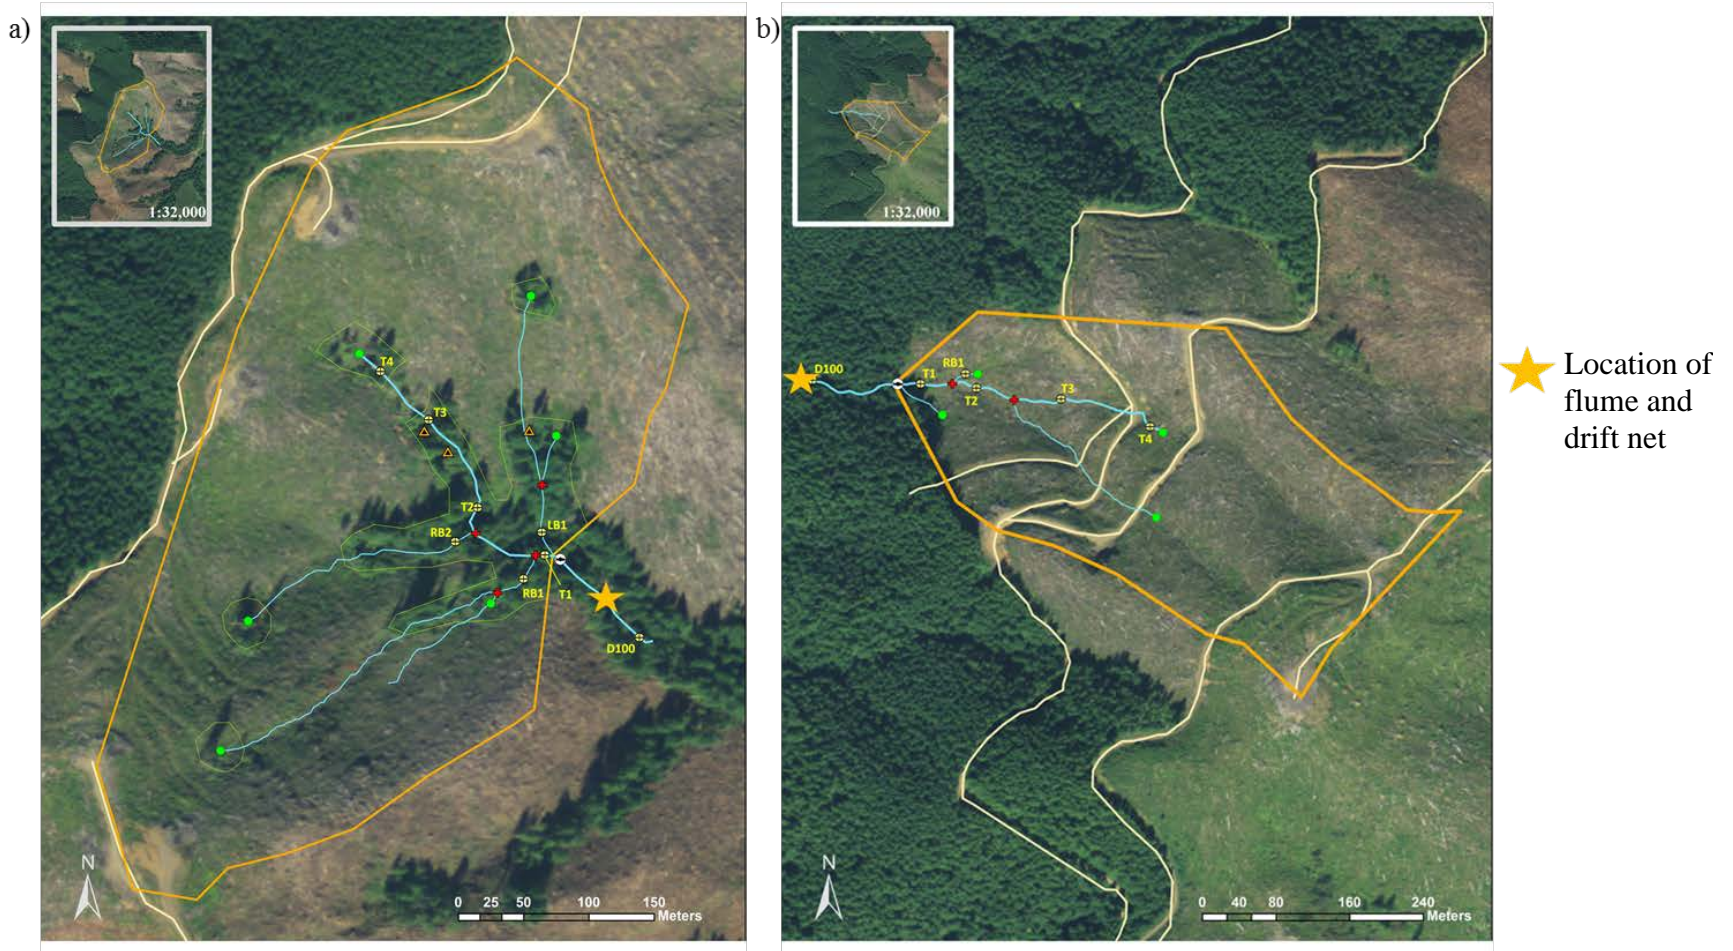 a)
1:32,000
T4
T3
T2
RB2
LB1
RB1
T1
D100
N
0 25 50 100 150
Meters
b)
1:32,000
D100
T1
RB1
T2
T3
T4
N
0 40 80 160 240
Meters
Location of
flume and
drift net